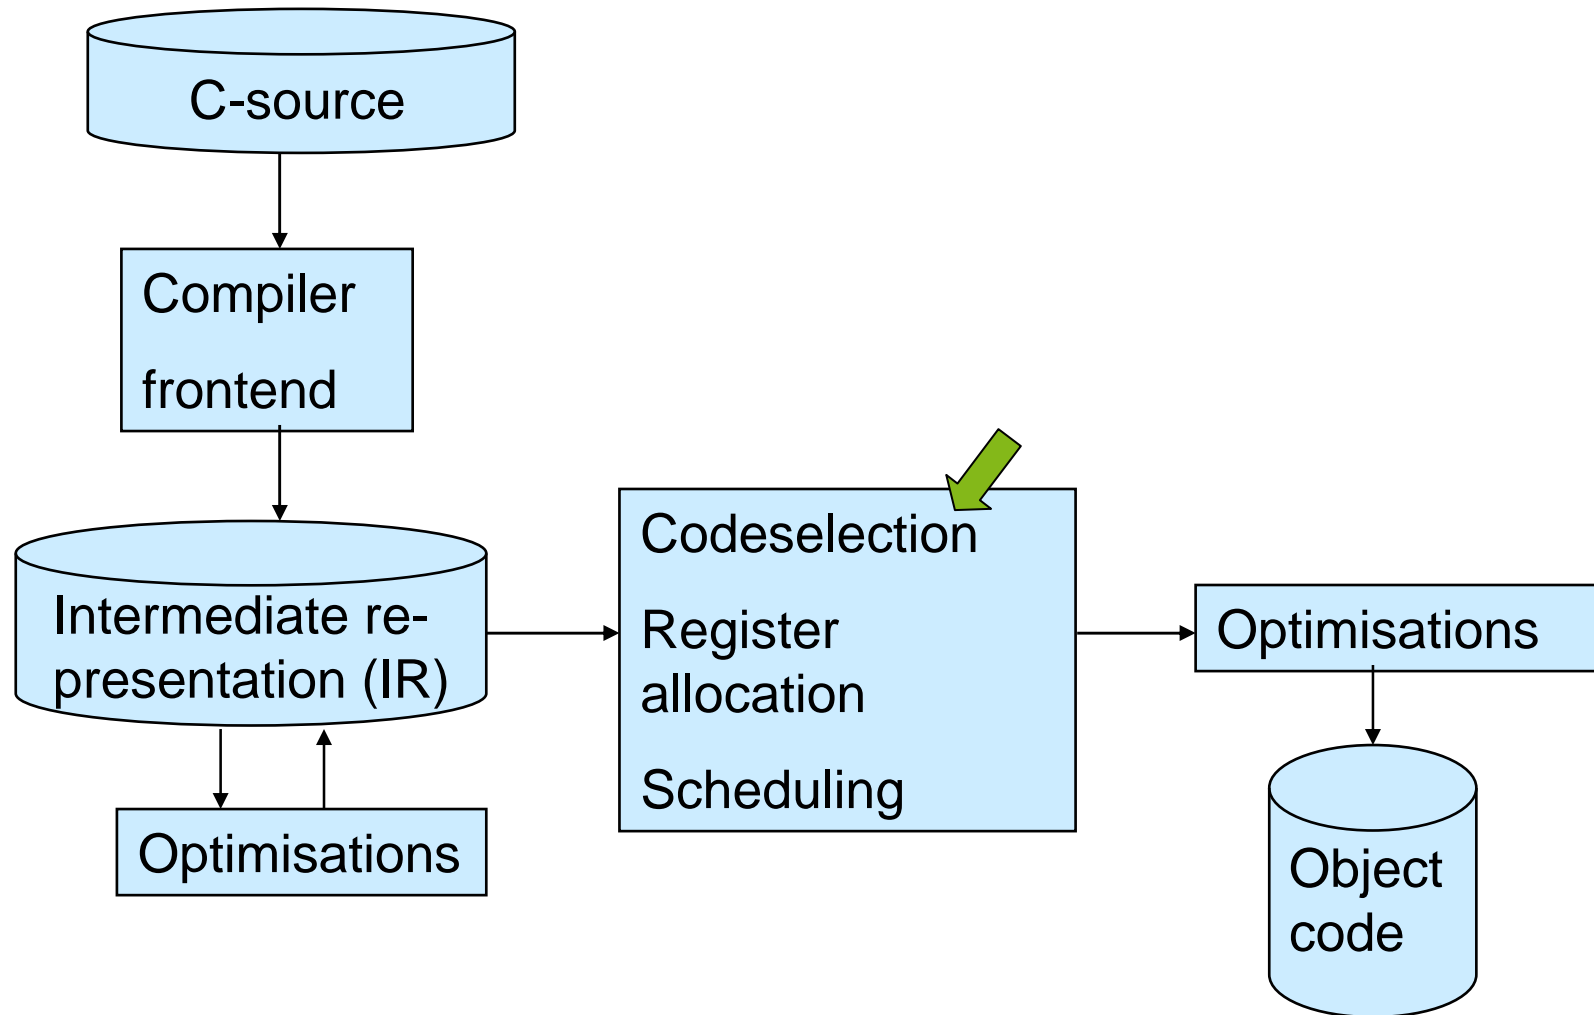 C-source
Compiler
frontend
Intermediate re-
presentation (IR)
Optimisations
Codeselection
Register
allocation
Scheduling
Optimisations
Object
code